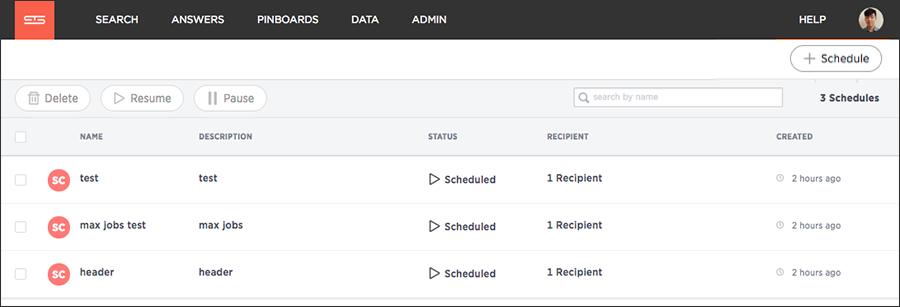 SEARCH ANSWERS PINBOARDS DATA ADMIN HELP
+ Schedule
Delete Resume Pause search by name 3 Schedules
NAME DESCRIPTION STATUS RECIPIENT CREATED
SC test test Scheduled 1 Recipient 2 hours ago
SC max jobs test max jobs Scheduled 1 Recipient 2 hours ago
SC header header Scheduled 1 Recipient 2 hours ago